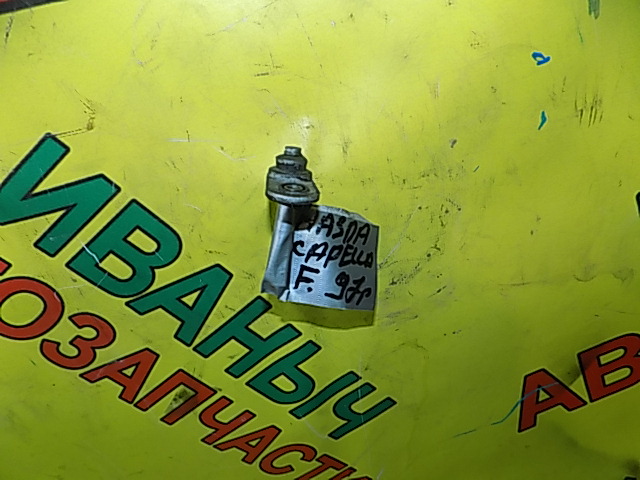 ИВАНЫЧ
ОЗАПЧАСТИ
АВ
МАЗДА
CAPELLA
F. 97г